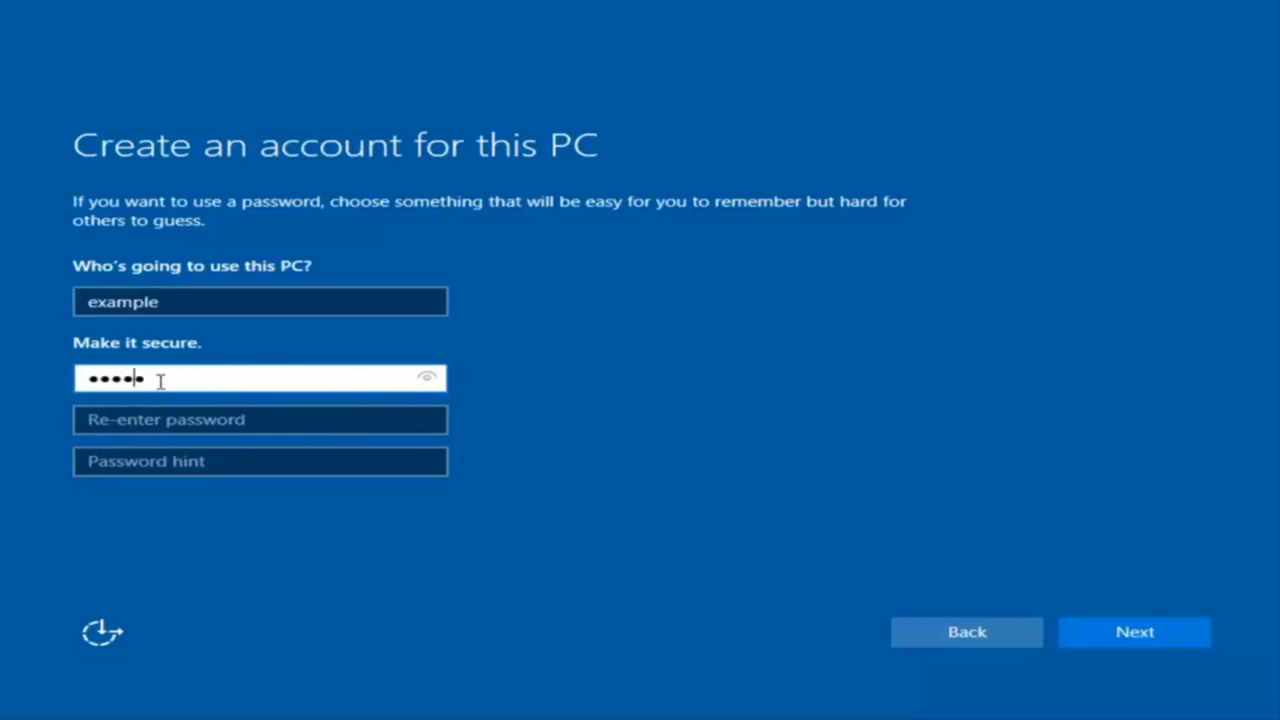 Create an account for this PC
If you want to use a password, choose something that will be easy for you to remember but hard for
others to guess.
Who's going to use this PC?
example
Make it secure.
•••••
Re-enter password
Password hint
Back
Next